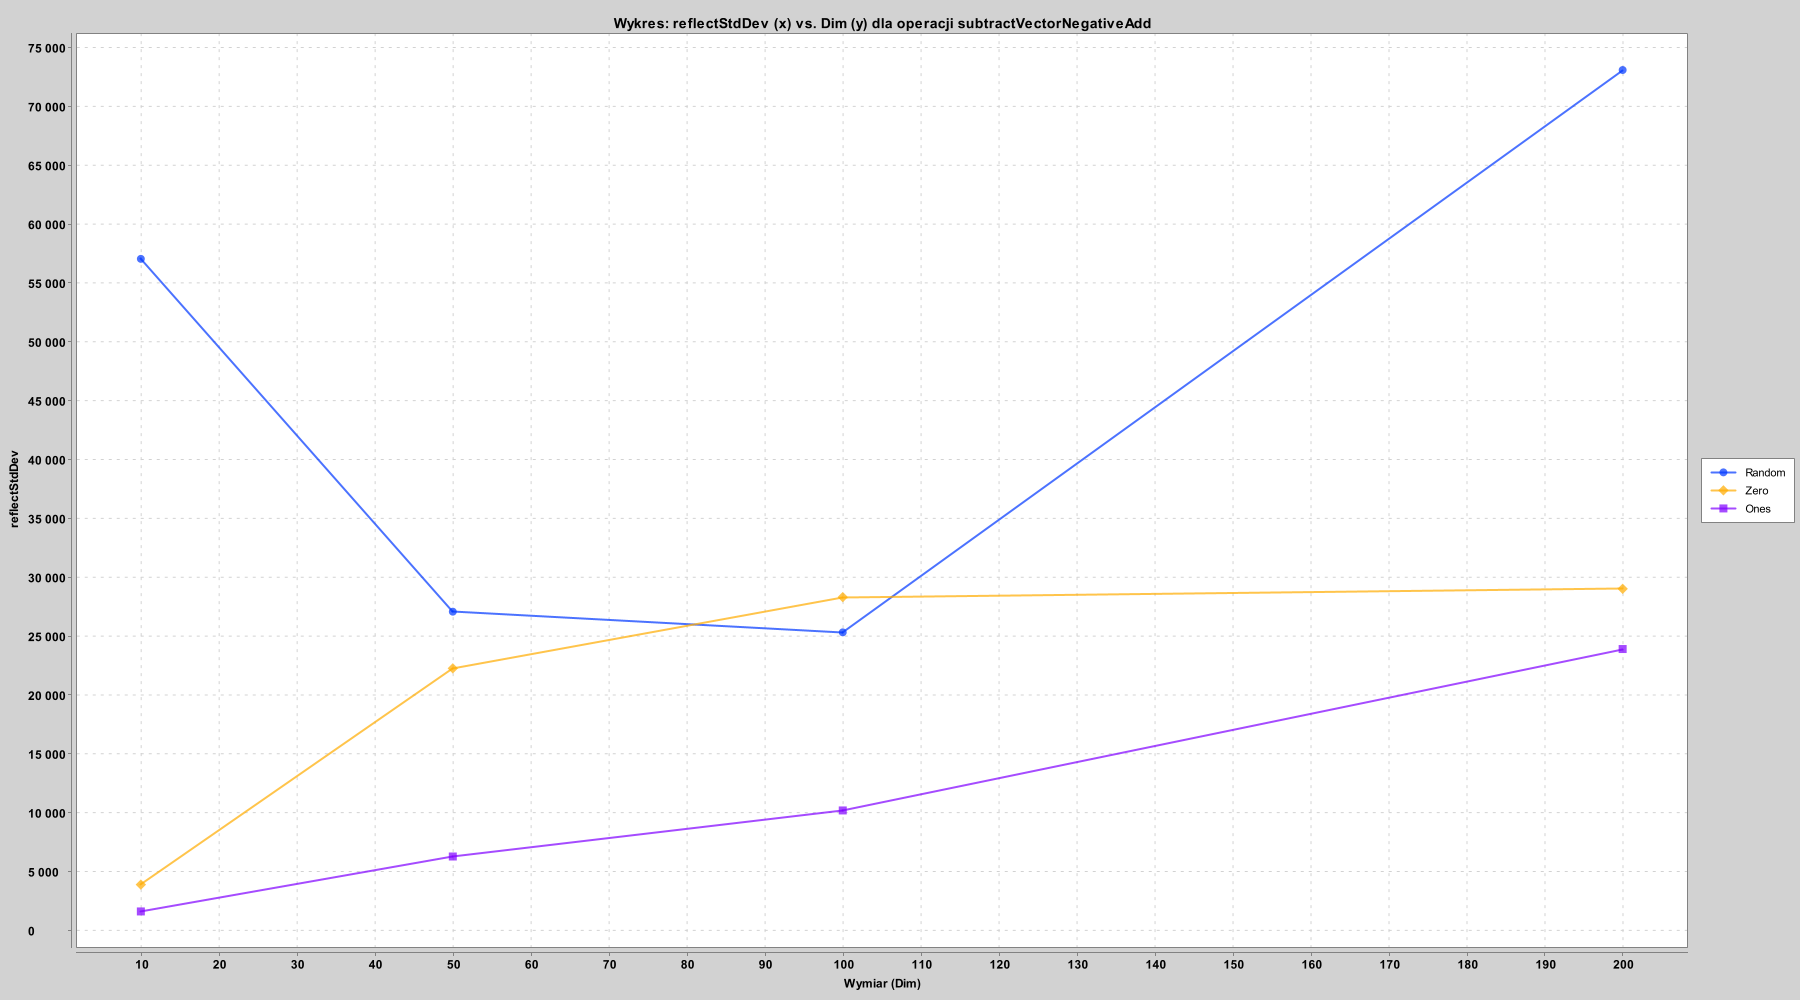 Wykres: reflectStdDev (x) vs. Dim (y) dla operacji subtractVectorNegativeAdd
75 000
70 000
65 000
60 000
55 000
50 000
45 000
40 000
35 000
30 000
25 000
20 000
15 000
10 000
5 000
0
reflectStdDev
10 20 30 40 50 60 70 80 90 100 110 120 130 140 150 160 170 180 190 200
Wymiar (Dim)
Random
Zero
Ones